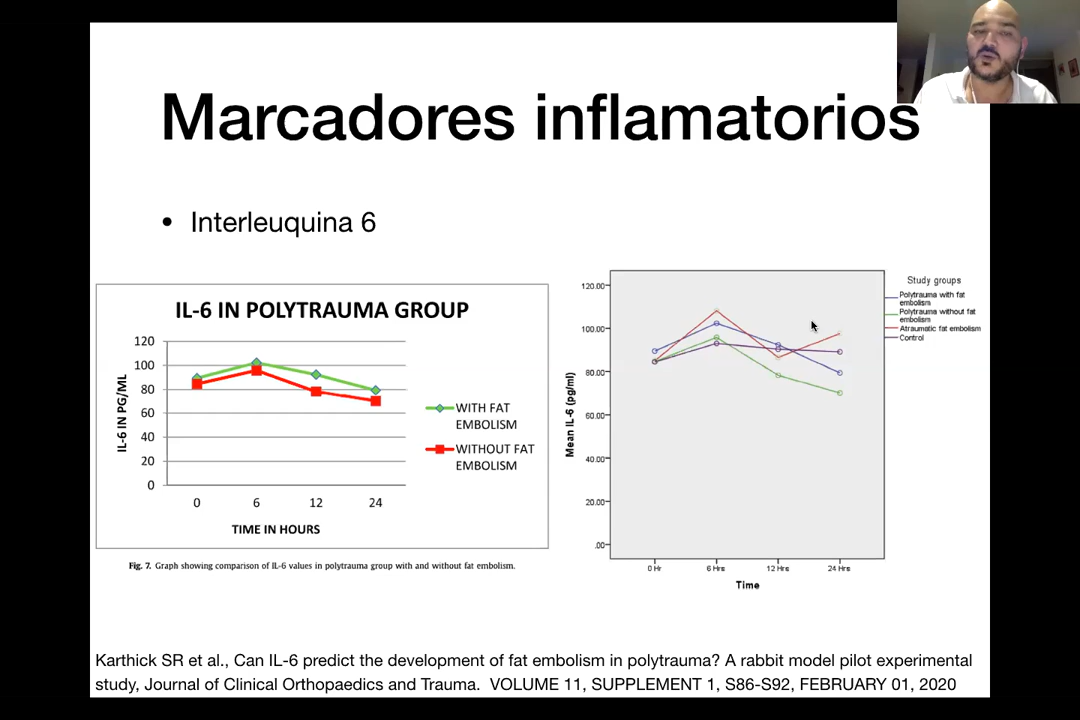 Marcadores inflamatorios
• Interleuquina 6
IL-6 IN POLYTRAUMA GROUP
120
100
80
60
40
20
0
IL-6 IN PG/ML
0 6 12 24
TIME IN HOURS
WITH FAT
EMBOLISM
WITHOUT FAT
EMBOLISM
Fig. 7. Graph showing comparison of IL-6 values in polytrauma group with and without fat embolism.
120.00
100.00
80.00
60.00
40.00
20.00
.00
Mean IL-6 (pg/ml)
0 Hr 6 Hrs 12 Hrs 24 Hrs
Time
Study groups
Polytrauma with fat
embolism
Polytrauma without fat
embolism
Atraumatic fat embolism
Control
Karthick SR et al., Can IL-6 predict the development of fat embolism in polytrauma? A rabbit model pilot experimental
study, Journal of Clinical Orthopaedics and Trauma. VOLUME 11, SUPPLEMENT 1, S86-S92, FEBRUARY 01, 2020